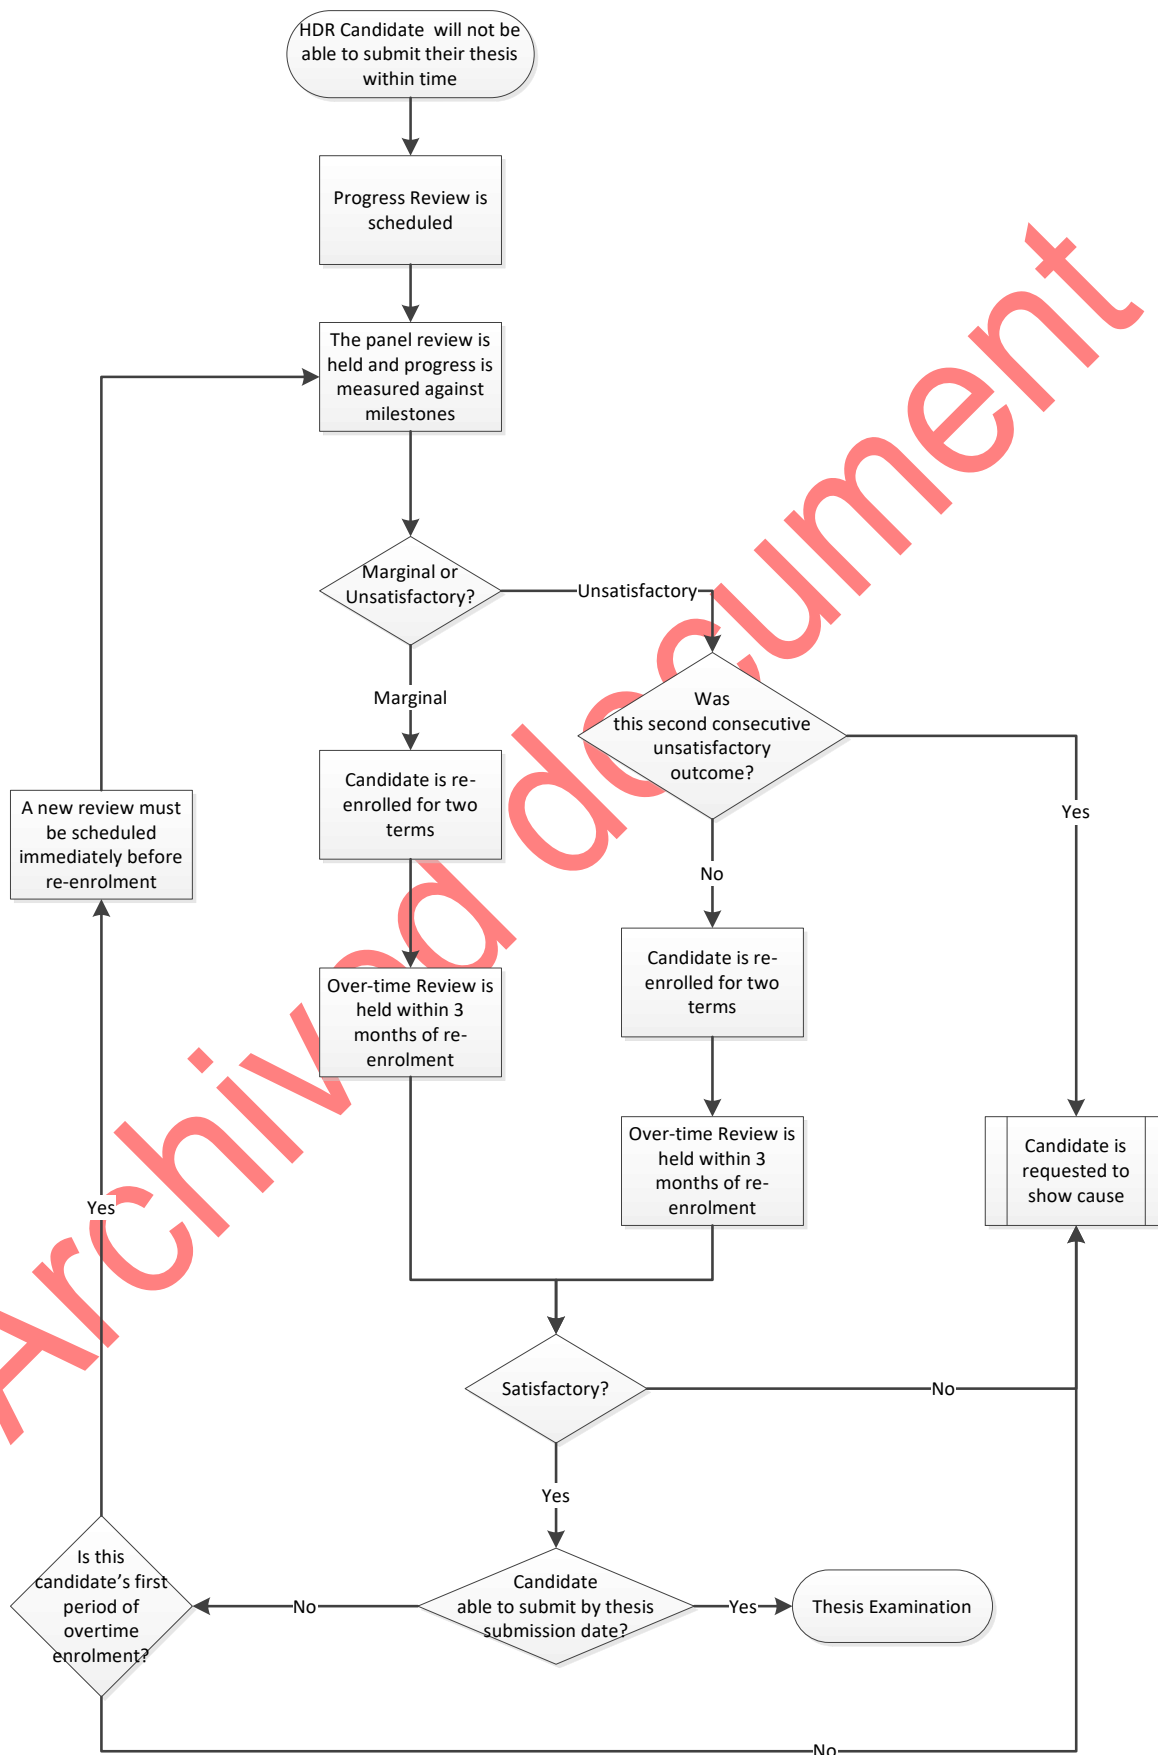 HDR Candidate will not be
able to submit their thesis
within time
Progress Review is
scheduled
The panel review is
held and progress is
measured against
milestones
Marginal or
Unsatisfactory?
Unsatisfactory
Marginal
Was
this second consecutive
unsatisfactory
outcome?
Yes
No
Candidate is re-
enrolled for two
terms
A new review must
be scheduled
immediately before
re-enrolment
Candidate is re-
enrolled for two
terms
Over-time Review is
held within 3
months of re-
enrolment
Over-time Review is
held within 3
months of re-
enrolment
Candidate is
requested to
show cause
Yes
Satisfactory?
No
Yes
Is this
candidate's first
period of
overtime
enrolment?
No
Candidate
able to submit by thesis
submission date?
Yes
Thesis Examination
No
Archived document